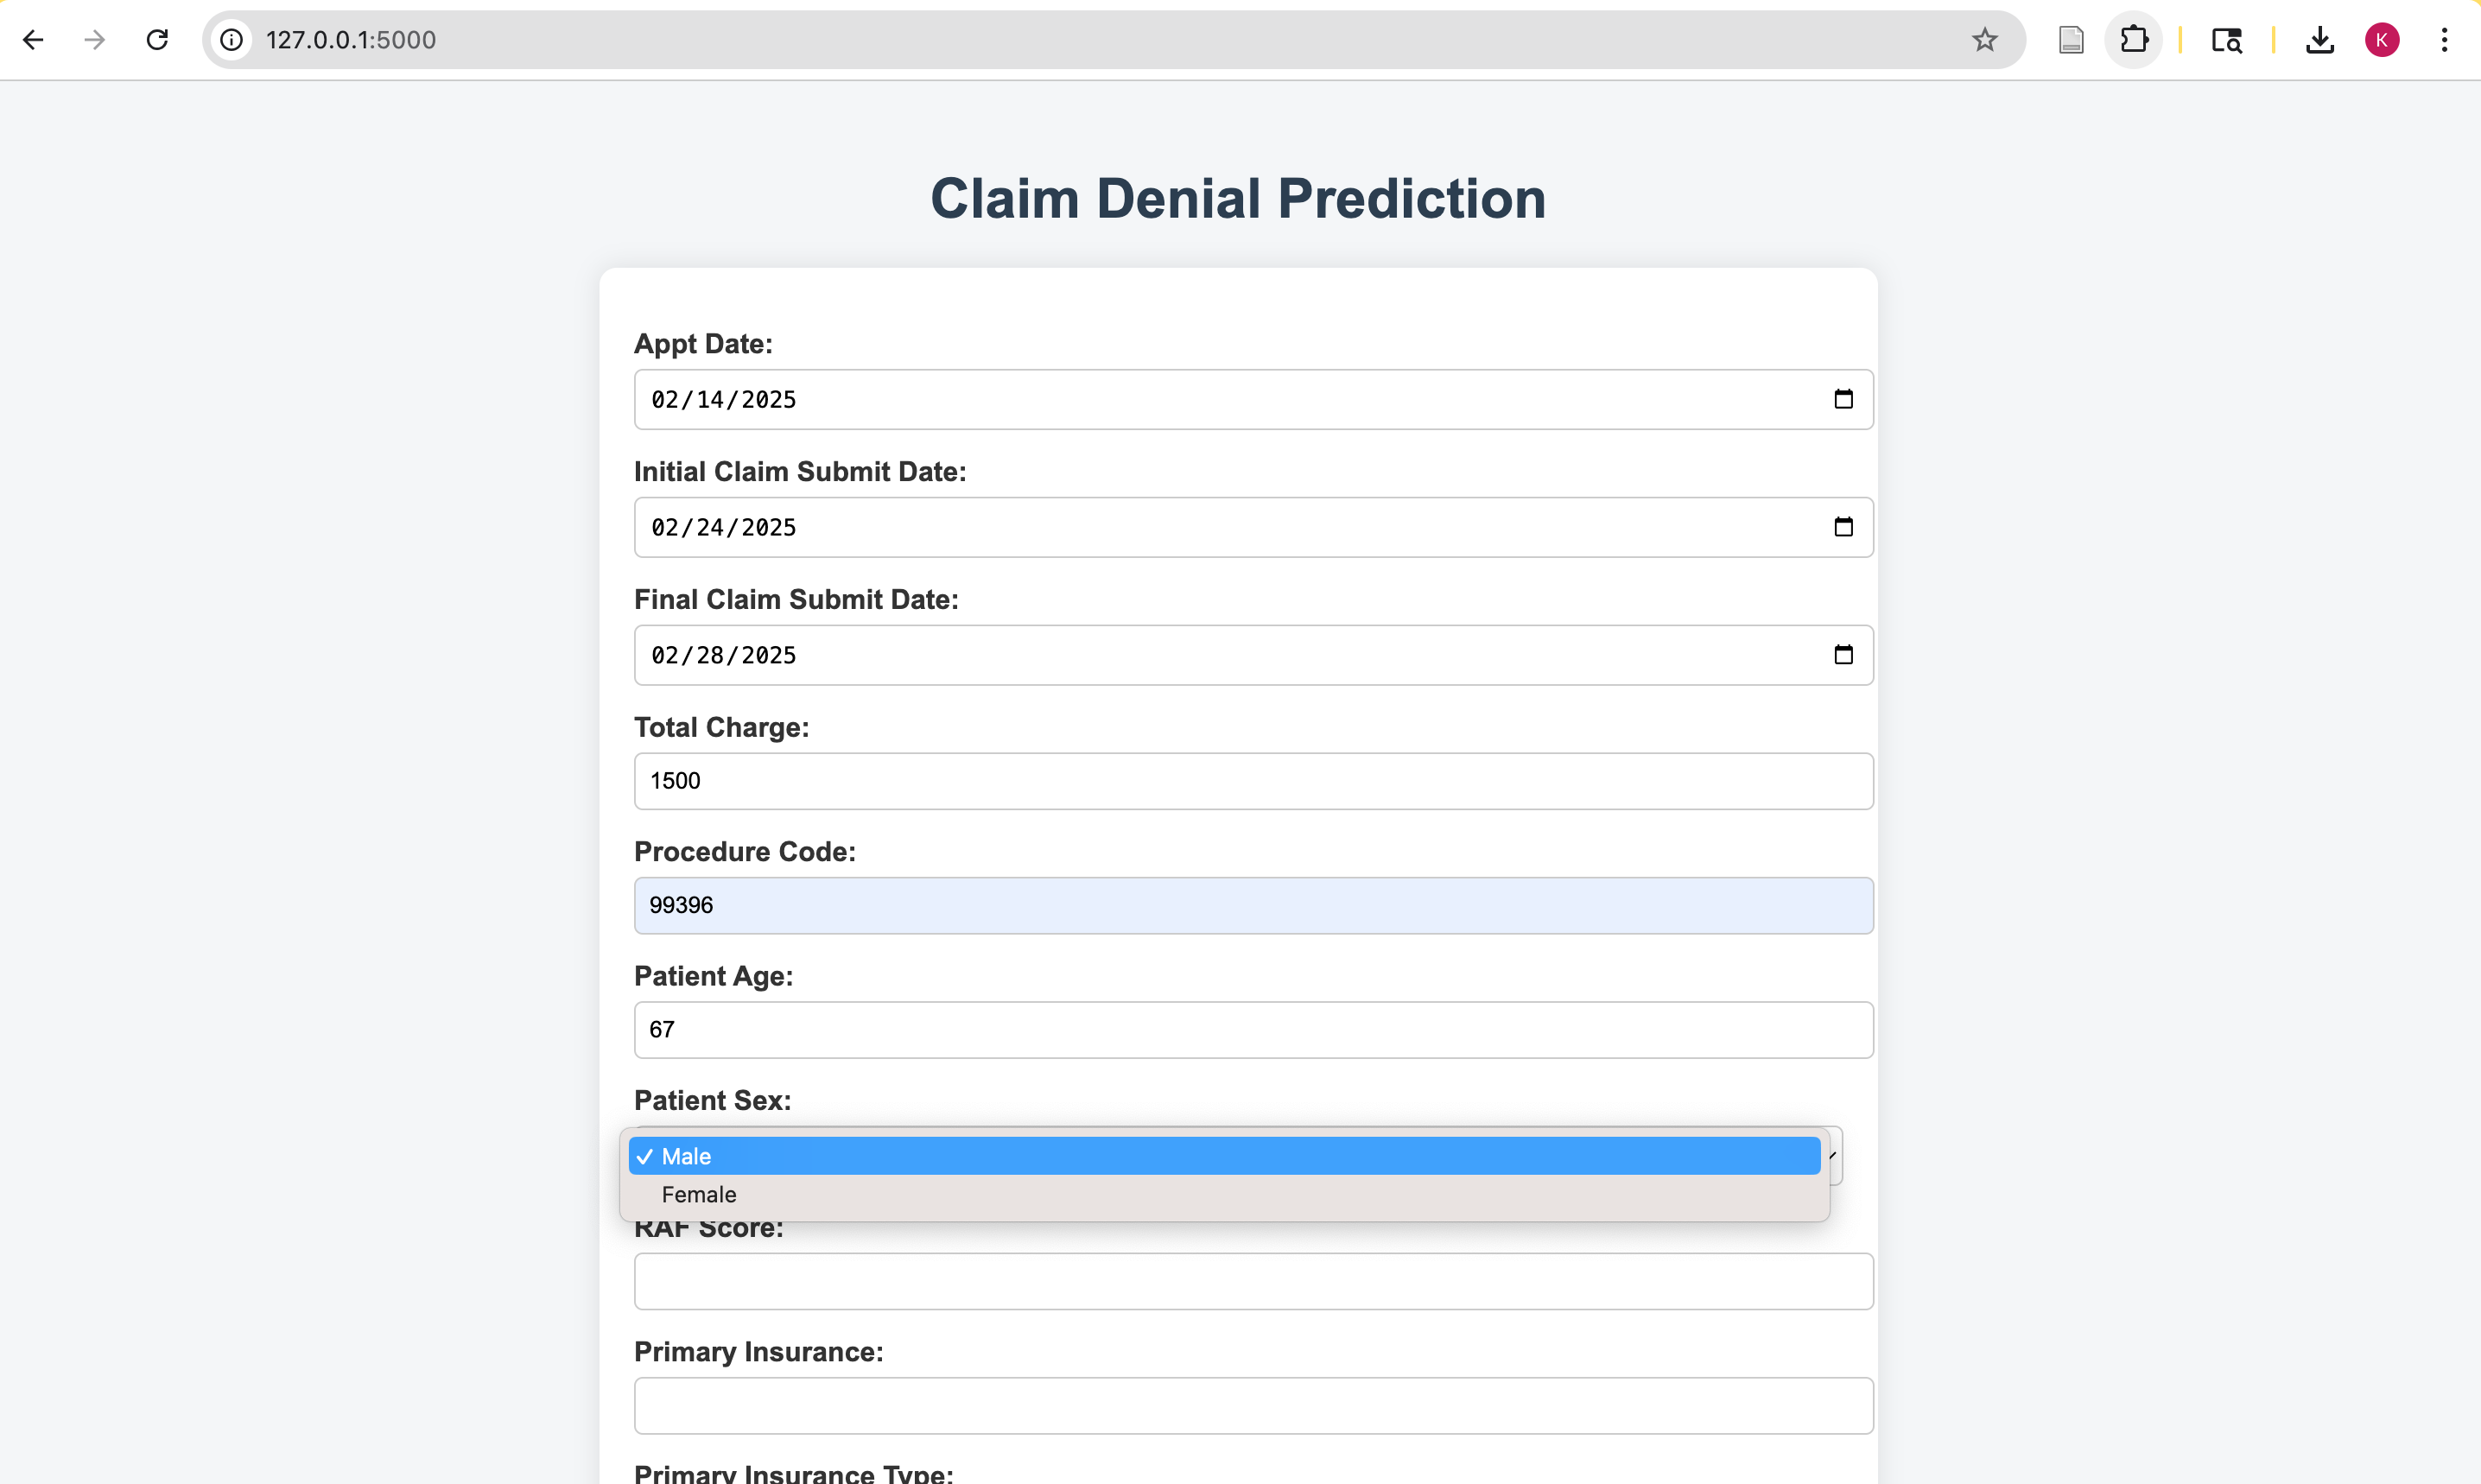 127.0.0.1:5000
K
Claim Denial Prediction
Appt Date:
02/14/2025
Initial Claim Submit Date:
02/24/2025
Final Claim Submit Date:
02/28/2025
Total Charge:
1500
Procedure Code:
99396
Patient Age:
67
Patient Sex:
Male
Female
RAF Score:
Primary Insurance:
Primary Insurance Type: